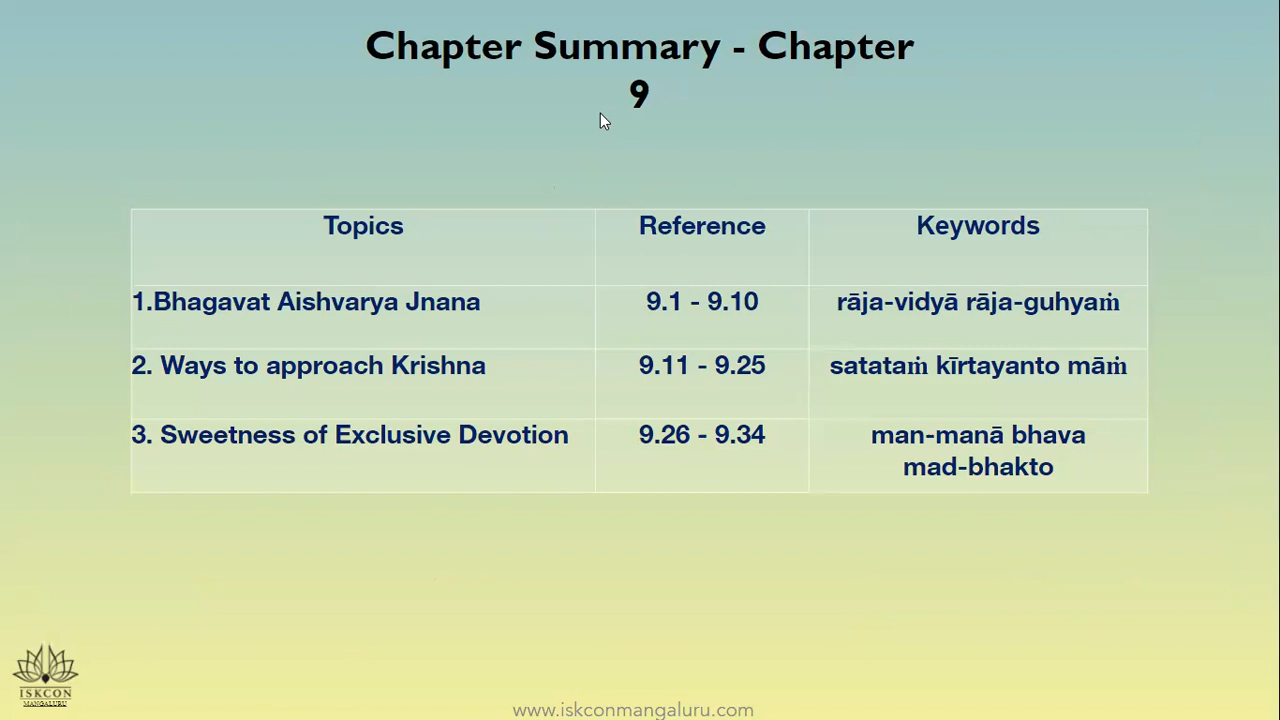 Chapter Summary - Chapter
9
Topics Reference Keywords
1.Bhagavat Aishvarya Jnana 9.1 - 9.10 rāja-vidyā rāja-guhyaṁ
2. Ways to approach Krishna 9.11 - 9.25 satataṁ kīrtayanto māṁ
3. Sweetness of Exclusive Devotion 9.26 - 9.34 man-manā bhava
mad-bhakto
ISKCON
MANGALURU
www.iskconmangaluru.com